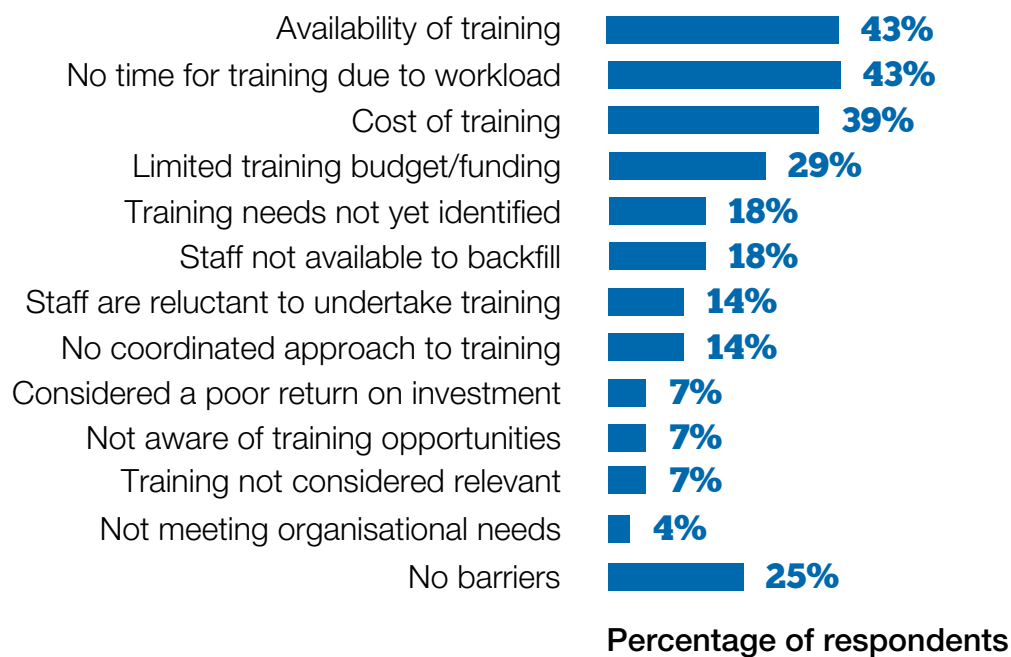 Availability of training 43%
No time for training due to workload 43%
Cost of training 39%
Limited training budget/funding 29%
Training needs not yet identified 18%
Staff not available to backfill 18%
Staff are reluctant to undertake training 14%
No coordinated approach to training 14%
Considered a poor return on investment 7%
Not aware of training opportunities 7%
Training not considered relevant 7%
Not meeting organisational needs 4%
No barriers 25%
Percentage of respondents